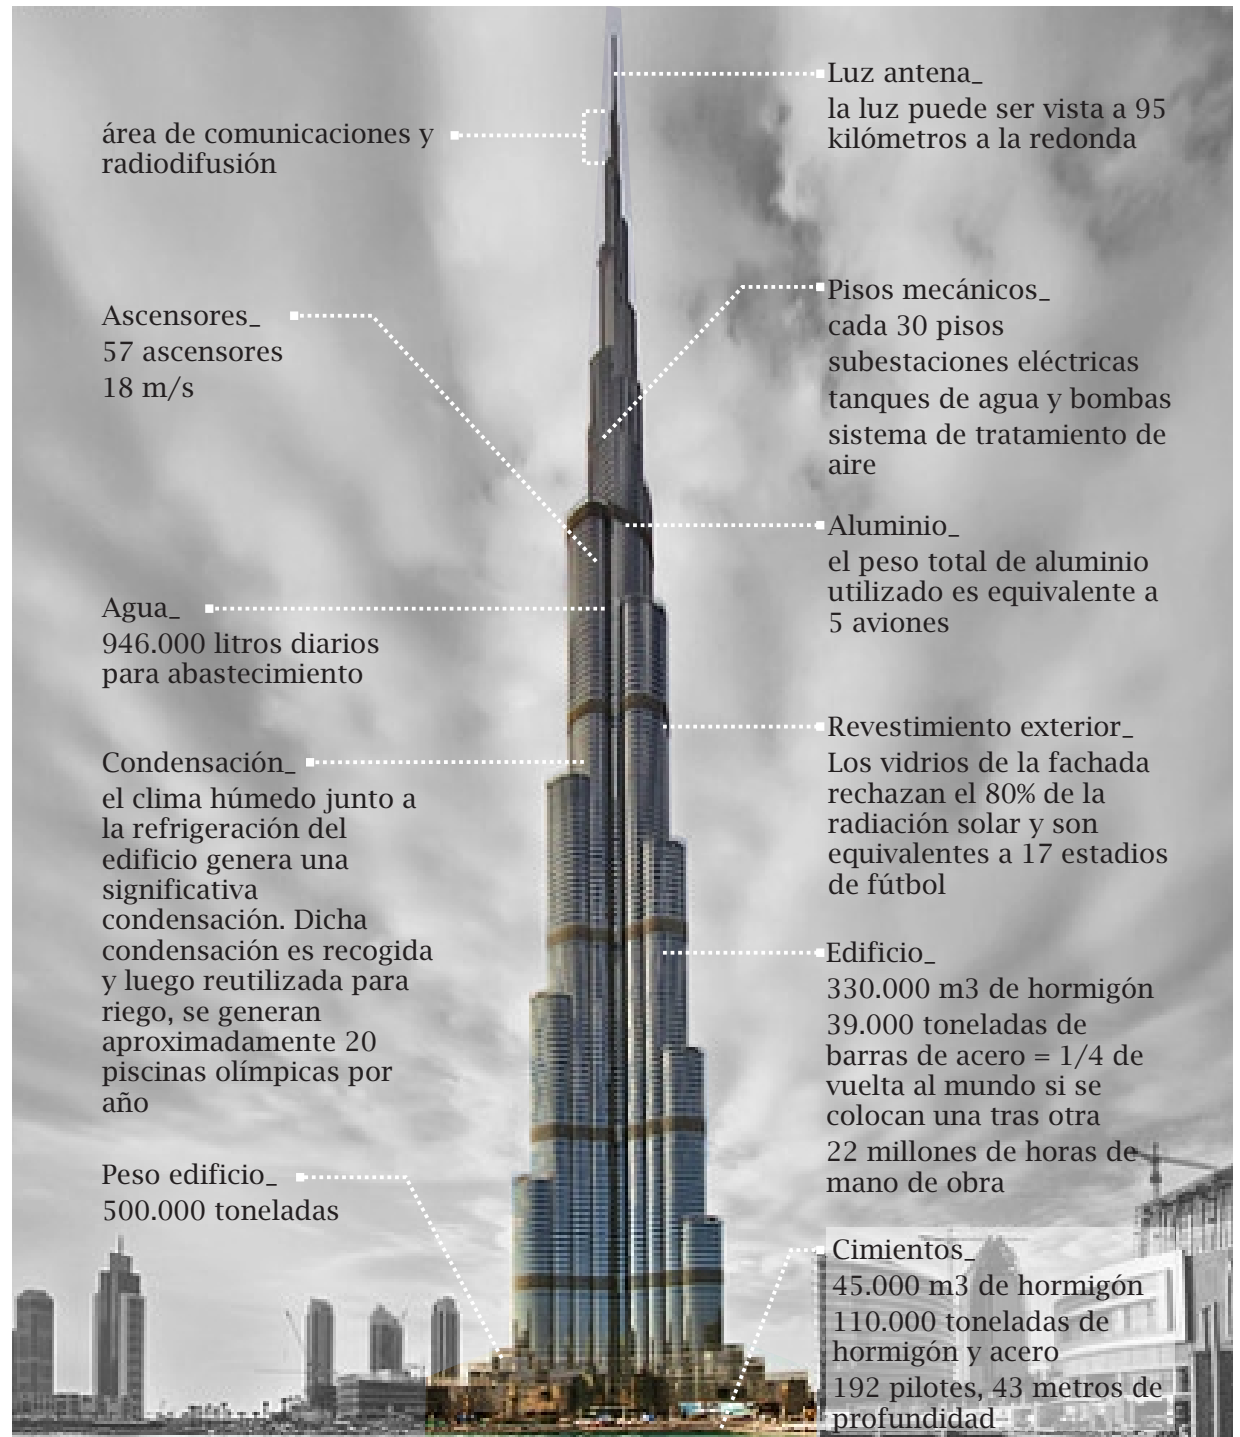 área de comunicaciones y
radiodifusión
Ascensores_
57 ascensores
18 m/s
Agua_
946.000 litros diarios
para abastecimiento
Condensación_
el clima húmedo junto a
la refrigeración del
edificio genera una
significativa
condensación. Dicha
condensación es recogida
y luego reutilizada para
riego, se generan
aproximadamente 20
piscinas olímpicas por
año
Peso edificio_
500.000 toneladas
Luz antena_
la luz puede ser vista a 95
kilómetros a la redonda
Pisos mecánicos_
cada 30 pisos
subestaciones eléctricas
tanques de agua y bombas
sistema de tratamiento de
aire
Aluminio_
el peso total de aluminio
utilizado es equivalente a
5 aviones
Revestimiento exterior_
Los vidrios de la fachada
rechazan el 80% de la
radiación solar y son
equivalentes a 17 estadios
de fútbol
Edificio_
330.000 m3 de hormigón
39.000 toneladas de
barras de acero = 1/4 de
vuelta al mundo si se
colocan una tras otra
22 millones de horas de
mano de obra
Cimientos_
45.000 m3 de hormigón
110.000 toneladas de
hormigón y acero
192 pilotes, 43 metros de
profundidad